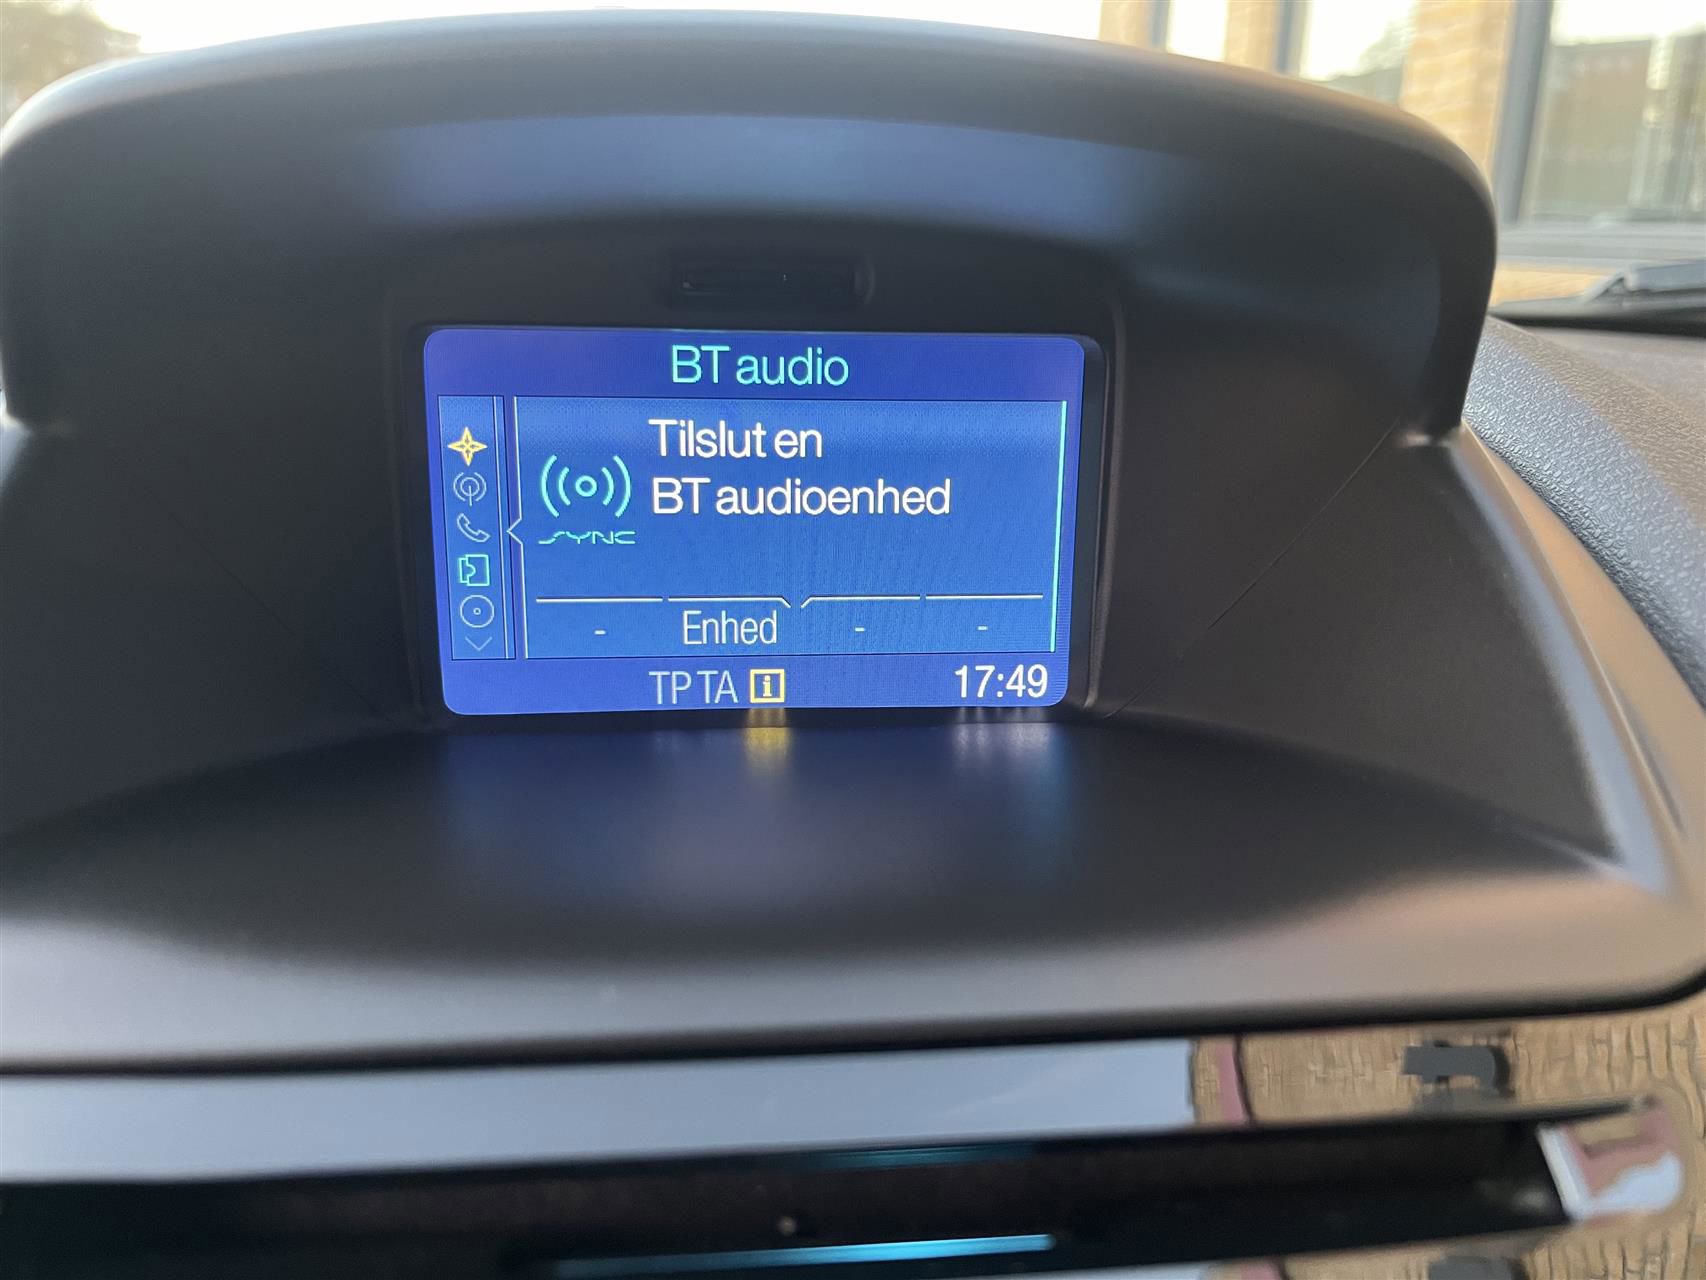 BT audio
Tilslut en
BT audioenhed
SYNC
- Enhed - -
TP TA i 17:49